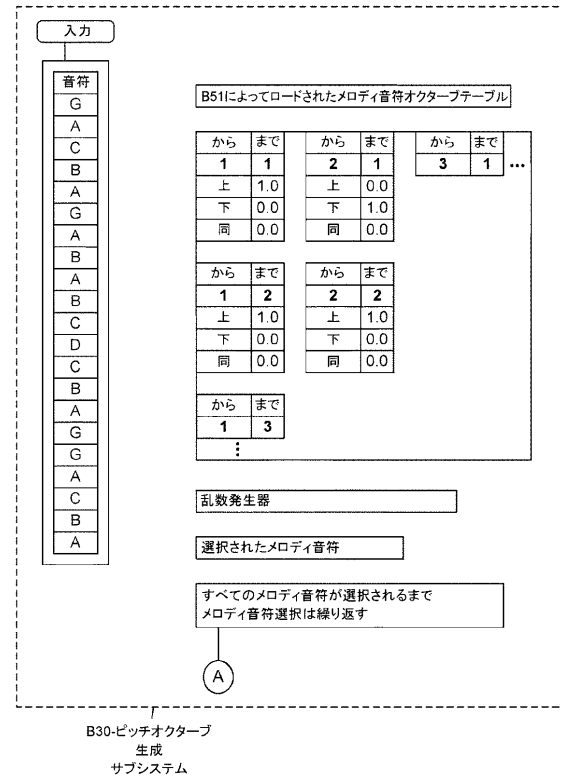 入力
音符
G
A
C
B
A
G
A
B
A
B
C
D
C
B
A
G
G
A
C
B
A
B51によってロードされたメロディ音符オクターブテーブル
から まで
1 1
上 1.0
下 0.0
同 0.0
から まで
2 1
上 0.0
下 1.0
同 0.0
から まで
3 1 ...
から まで
1 2
上 1.0
下 0.0
同 0.0
から まで
2 2
上 1.0
下 0.0
同 0.0
から まで
1 3
⋮
乱数発生器
選択されたメロディ音符
すべてのメロディ音符が選択されるまで
メロディ音符選択は繰り返す
A
B30-ピッチオクターブ
生成
サブシステム